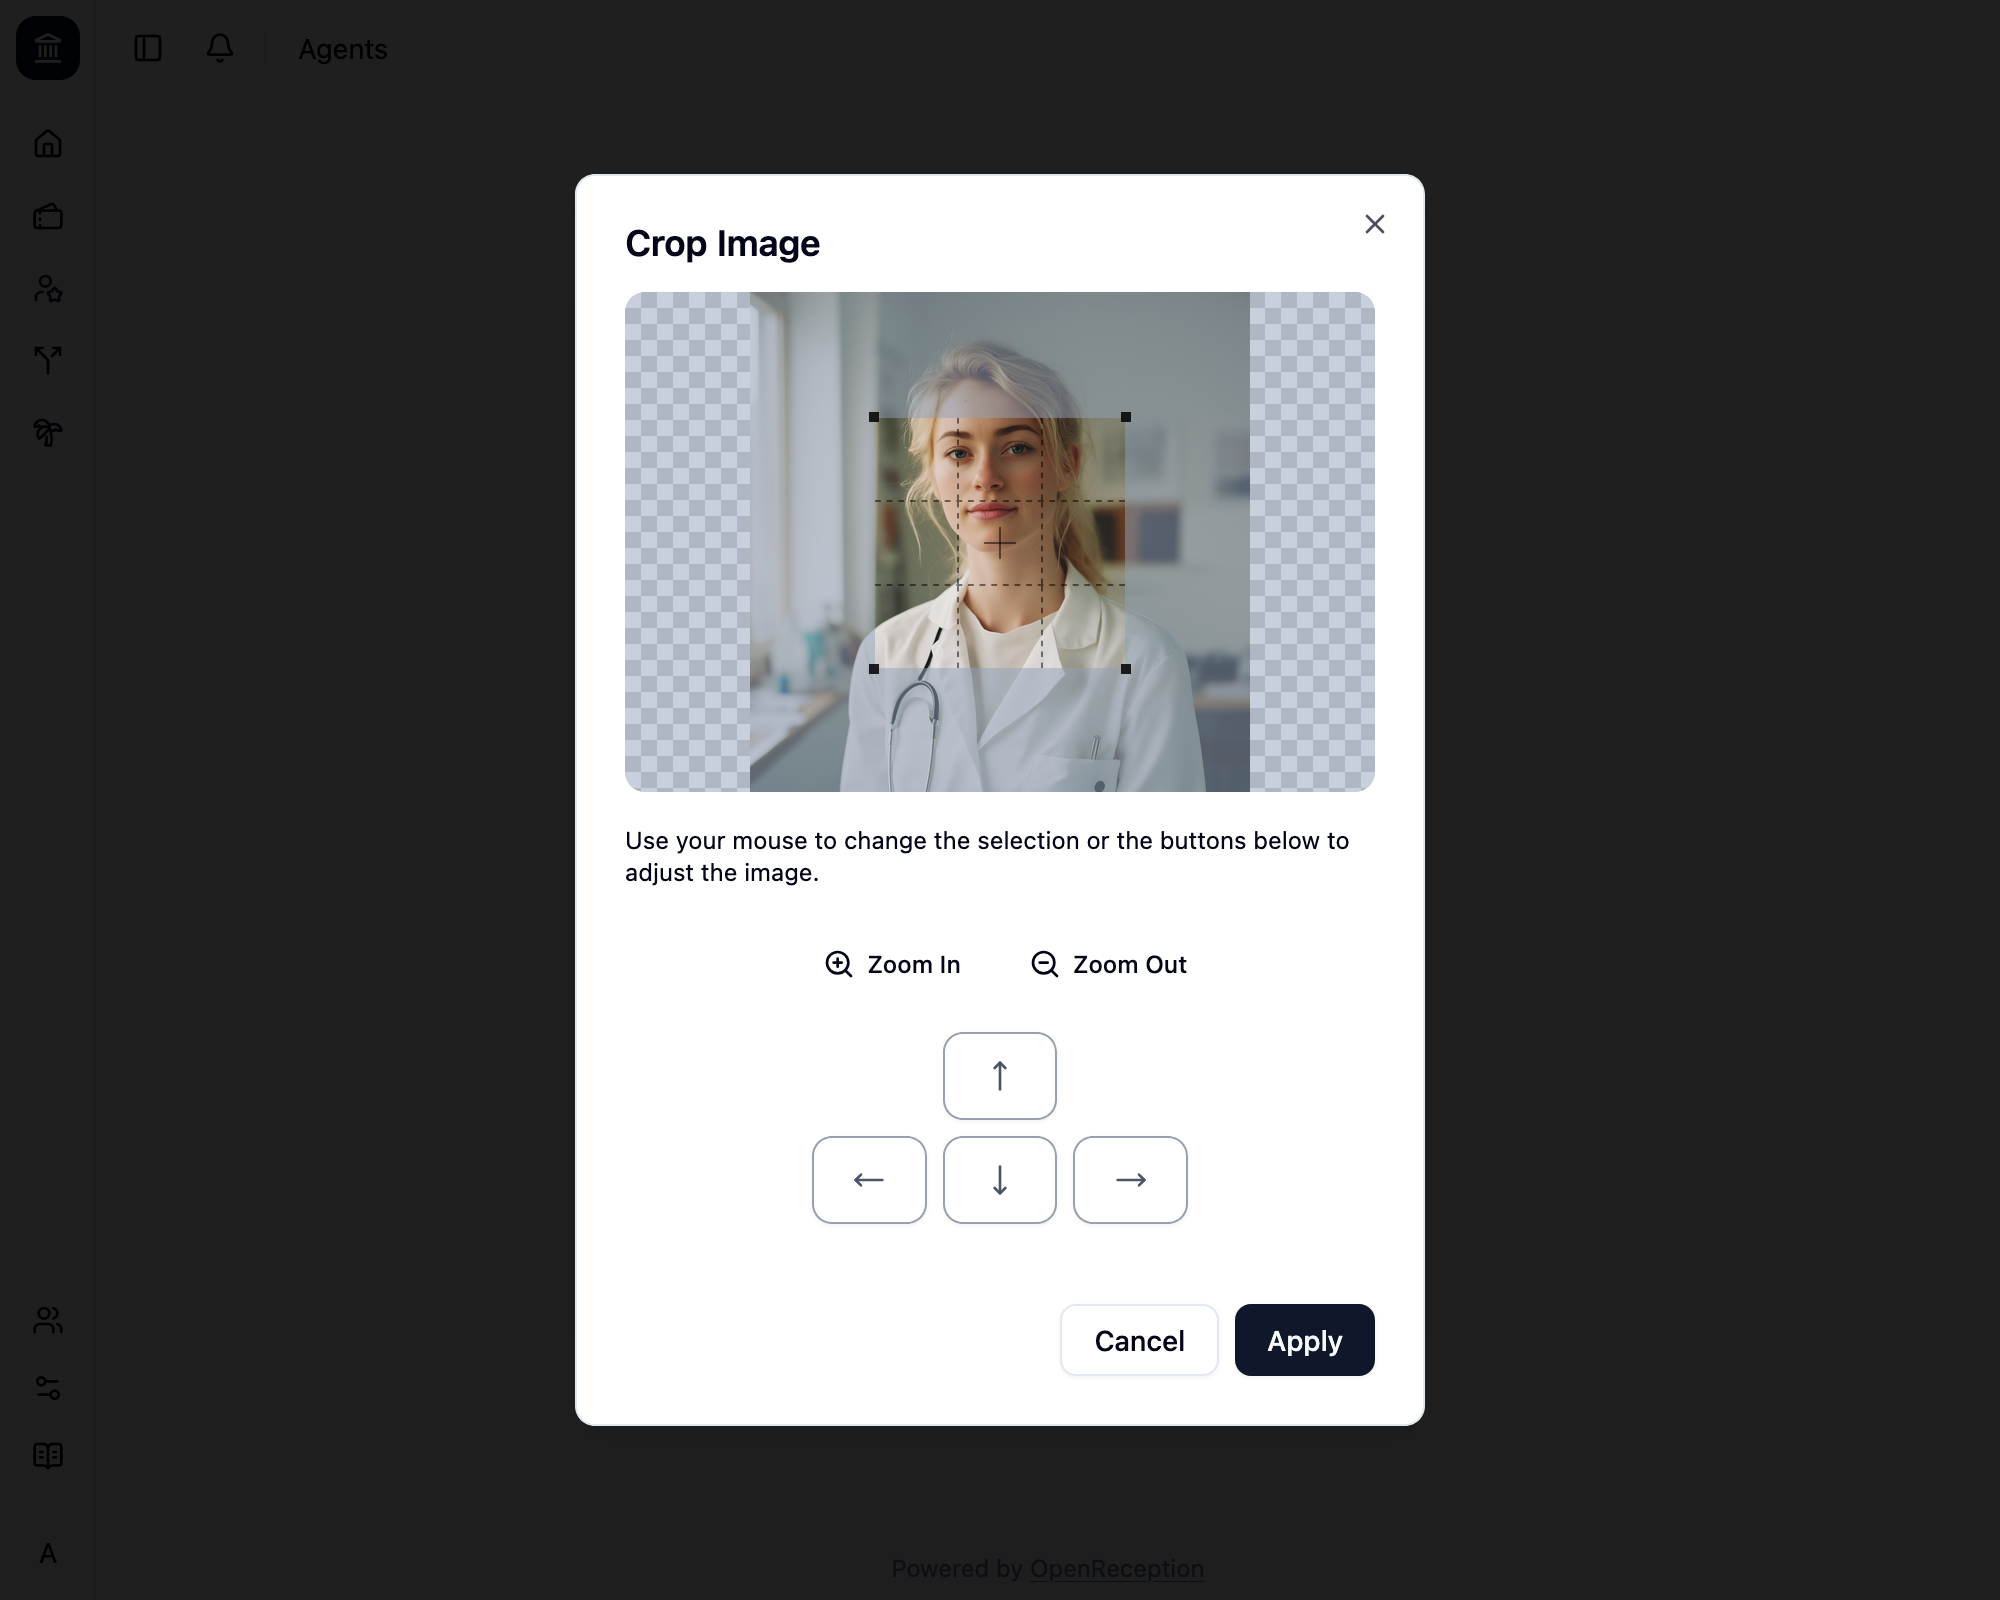 Agents
Crop Image
Use your mouse to change the selection or the buttons below to
adjust the image.
Zoom In
Zoom Out
Cancel
Apply
A
Powered by OpenReception